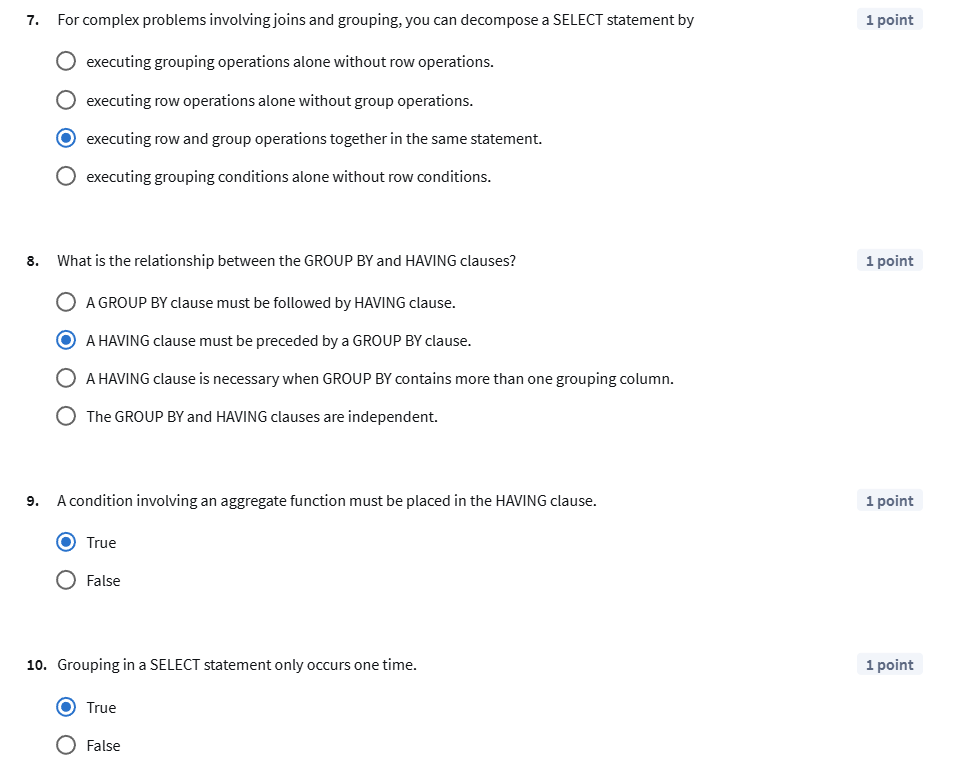 7. For complex problems involving joins and grouping, you can decompose a SELECT statement by 1 point
executing grouping operations alone without row operations.
executing row operations alone without group operations.
executing row and group operations together in the same statement.
executing grouping conditions alone without row conditions.
8. What is the relationship between the GROUP BY and HAVING clauses? 1 point
A GROUP BY clause must be followed by HAVING clause.
A HAVING clause must be preceded by a GROUP BY clause.
A HAVING clause is necessary when GROUP BY contains more than one grouping column.
The GROUP BY and HAVING clauses are independent.
9. A condition involving an aggregate function must be placed in the HAVING clause. 1 point
True
False
10. Grouping in a SELECT statement only occurs one time. 1 point
True
False